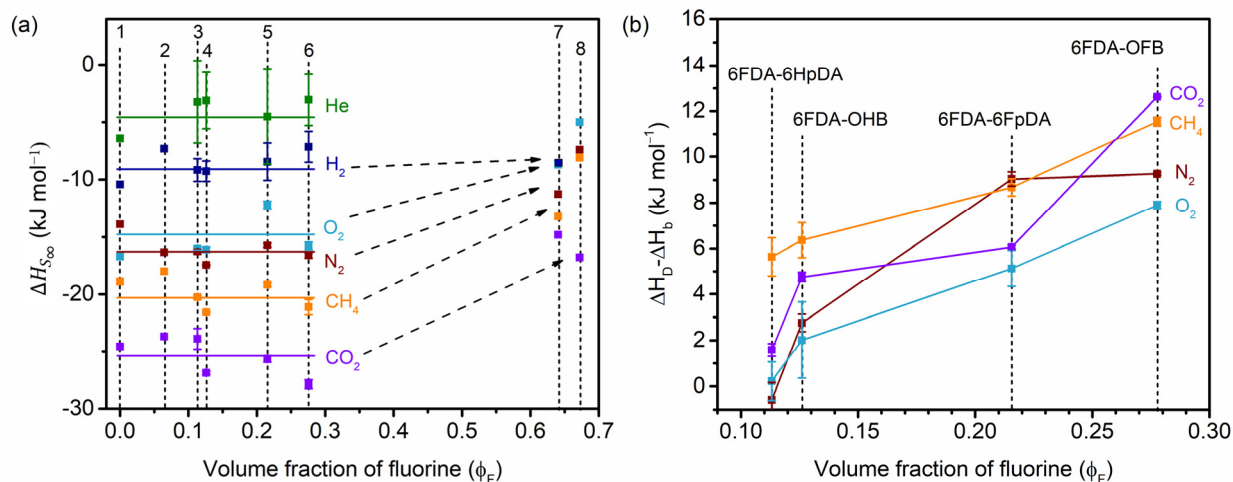 (a)
1
2
3
4
5
6
7
8
0
-10
-20
-30
ΔH_{S∞} (kJ mol⁻¹)
He
H₂
O₂
N₂
CH₄
CO₂
0.0 0.1 0.2 0.3 0.4 0.5 0.6 0.7
Volume fraction of fluorine (ϕ_F)
(b)
16
14
12
10
8
6
4
2
0
ΔH_D-ΔH_b (kJ mol⁻¹)
6FDA-6HpDA
6FDA-OHB
6FDA-6FpDA
6FDA-OFB
CO₂
CH₄
N₂
O₂
0.10 0.15 0.20 0.25 0.30
Volume fraction of fluorine (ϕ_F)